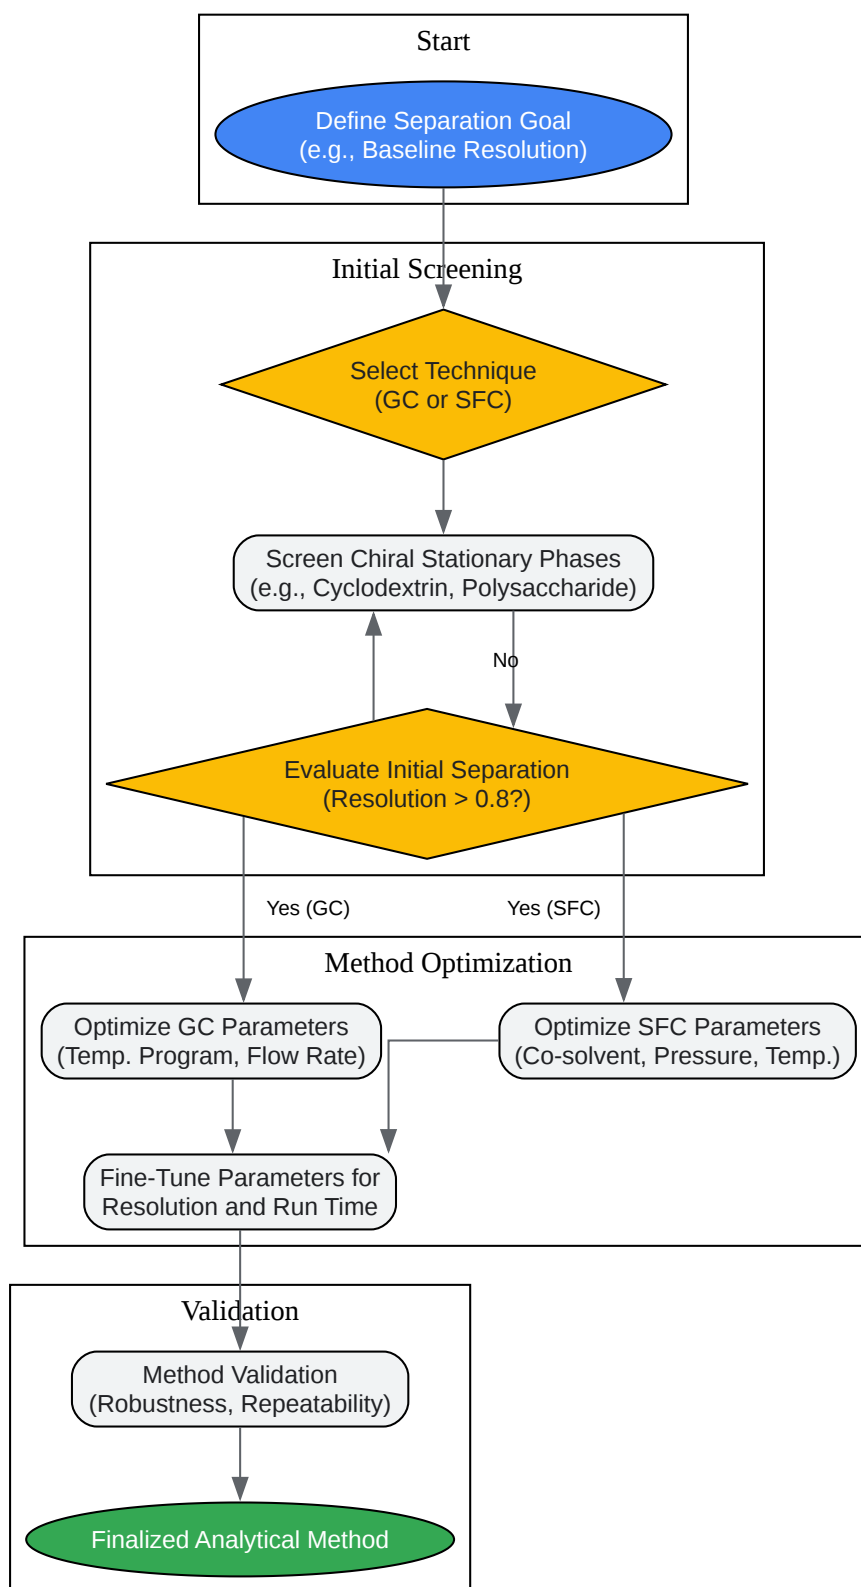 Start
Define Separation Goal
(e.g., Baseline Resolution)
Initial Screening
Select Technique
(GC or SFC)
Screen Chiral Stationary Phases
(e.g., Cyclodextrin, Polysaccharide)
No
Evaluate Initial Separation
(Resolution > 0.8?)
Yes (GC)
Yes (SFC)
Method Optimization
Optimize GC Parameters
(Temp. Program, Flow Rate)
Optimize SFC Parameters
(Co-solvent, Pressure, Temp.)
Fine-Tune Parameters for
Resolution and Run Time
Validation
Method Validation
(Robustness, Repeatability)
Finalized Analytical Method